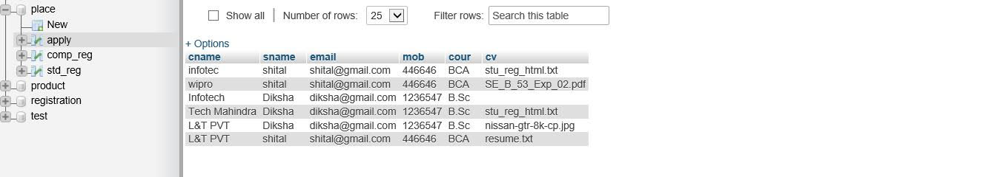 place
New
apply
comp_reg
std_reg
product
registration
test
Show all Number of rows: 25 Filter rows: Search this table
+ Options
cname sname email mob cour cv
infotec shital shital@gmail.com 446646 BCA stu_reg_html.txt
wipro shital shital@gmail.com 446646 BCA SE_B_53_Exp_02.pdf
Infotech Diksha diksha@gmail.com 1236547 B.Sc
Tech Mahindra Diksha diksha@gmail.com 1236547 B.Sc stu_reg_html.txt
L&T PVT Diksha diksha@gmail.com 1236547 B.Sc nissan-gtr-8k-cp.jpg
L&T PVT shital shital@gmail.com 446646 BCA resume.txt